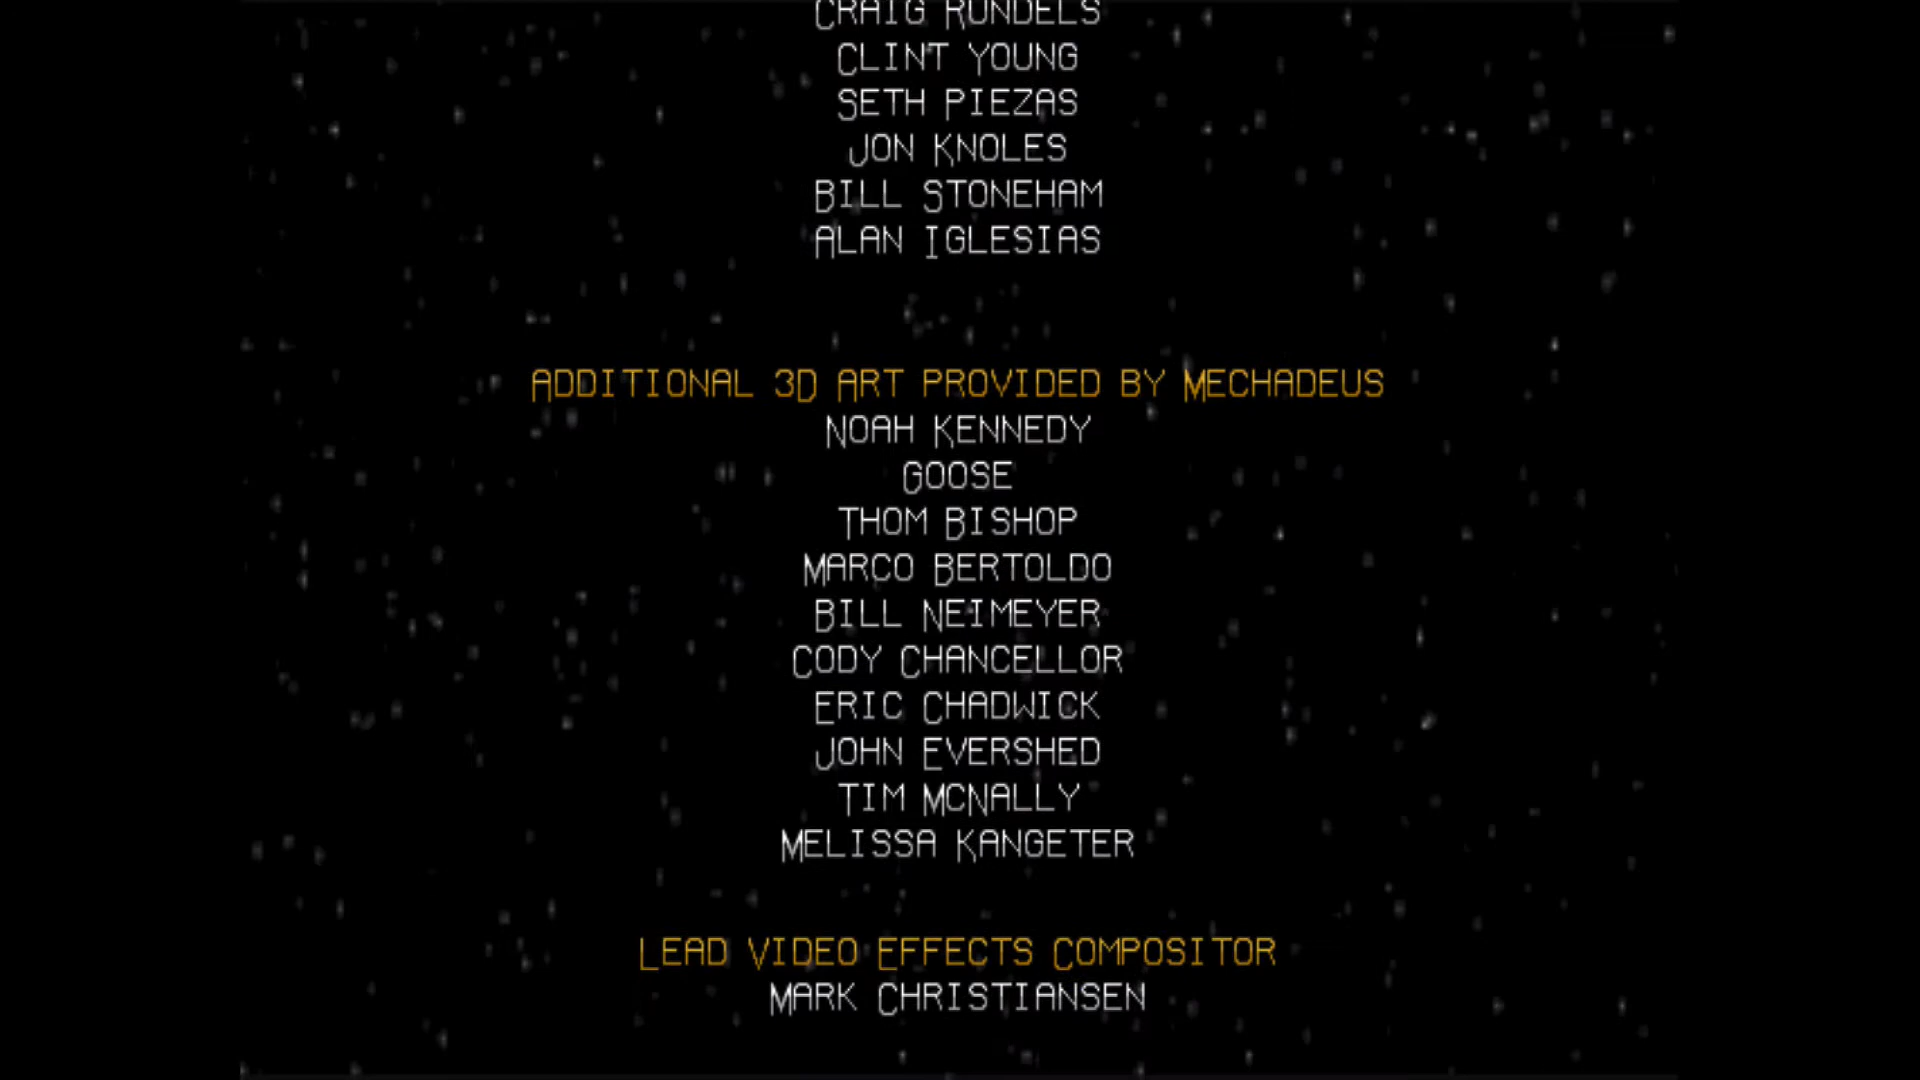 Craig Rundels
Clint Young
Seth Piezas
Jon Knoles
Bill Stoneham
Alan Iglesias
Additional 3D Art provided by Mechadeus
Noah Kennedy
Goose
Thom Bishop
Marco Bertoldo
Bill Neimeyer
Cody Chancellor
Eric Chadwick
John Evershed
Tim McNally
Melissa Kangeter
Lead Video Effects Compositor
Mark Christiansen